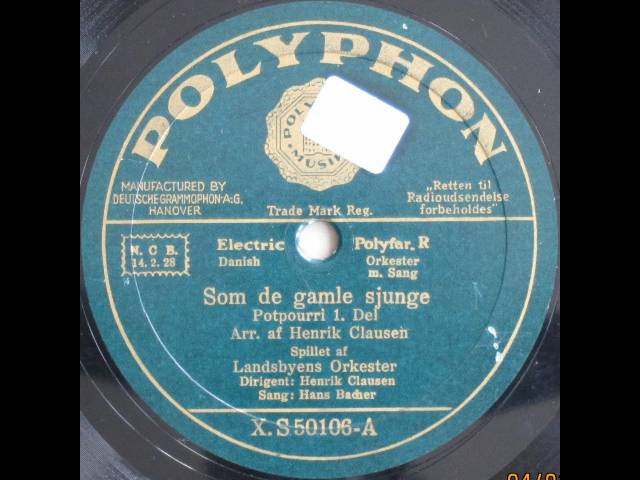 POLYPHON
MUSIK
MANUFACTURED BY
DEUTSCHE GRAMMOPHON-A:G.
HANOVER
Trade Mark Reg.
„Retten til
Radioudsendelse
forbeholdes"
N. C. B.
14. 2. 28
Electric Polyfar. R
Danish
Orkester
m. Sang
Som de gamle sjunge
Potpourri 1. Del
Arr. af Henrik Clausen
Spillet af
Landsbyens Orkester
Dirigent: Henrik Clausen
Sang: Hans Bacher
X. S 50106-A